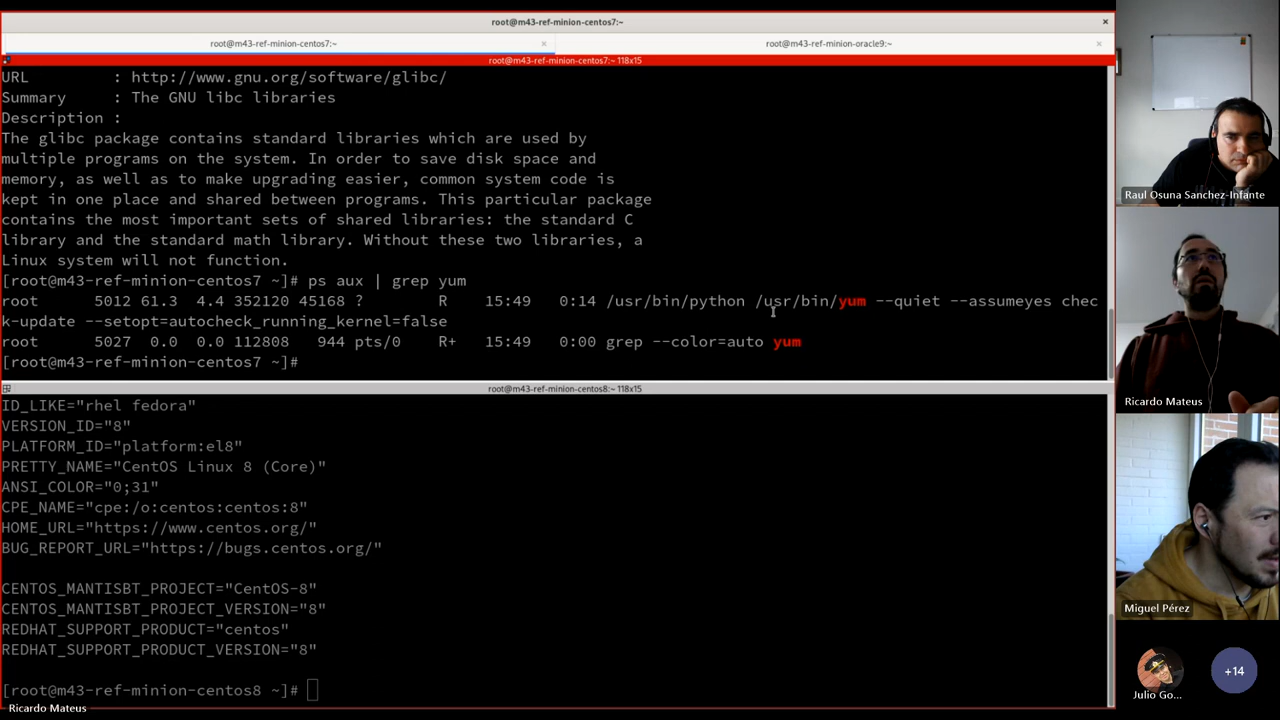 root@m43-ref-minion-centos7:~
root@m43-ref-minion-centos7:~
root@m43-ref-minion-oracle9:~
root@m43-ref-minion-centos7:~ 118x15
URL : http://www.gnu.org/software/glibc/
Summary : The GNU libc libraries
Description :
The glibc package contains standard libraries which are used by
multiple programs on the system. In order to save disk space and
memory, as well as to make upgrading easier, common system code is
kept in one place and shared between programs. This particular package
contains the most important sets of shared libraries: the standard C
library and the standard math library. Without these two libraries, a
Linux system will not function.
[root@m43-ref-minion-centos7 ~]# ps aux | grep yum
root 5012 61.3 4.4 352120 45168 ? R 15:49 0:14 /usr/bin/python /usr/bin/yum --quiet --assumeyes chec
k-update --setopt=autocheck_running_kernel=false
root 5027 0.0 0.0 112808 944 pts/0 R+ 15:49 0:00 grep --color=auto yum
[root@m43-ref-minion-centos7 ~]#
root@m43-ref-minion-centos8:~ 118x15
ID_LIKE="rhel fedora"
VERSION_ID="8"
PLATFORM_ID="platform:el8"
PRETTY_NAME="CentOS Linux 8 (Core)"
ANSI_COLOR="0;31"
CPE_NAME="cpe:/o:centos:centos:8"
HOME_URL="https://www.centos.org/"
BUG_REPORT_URL="https://bugs.centos.org/"
CENTOS_MANTISBT_PROJECT="CentOS-8"
CENTOS_MANTISBT_PROJECT_VERSION="8"
REDHAT_SUPPORT_PRODUCT="centos"
REDHAT_SUPPORT_PRODUCT_VERSION="8"
[root@m43-ref-minion-centos8 ~]#
Ricardo Mateus
Raul Osuna Sanchez-Infante
Ricardo Mateus
Miguel Pérez
Julio Go...
+14